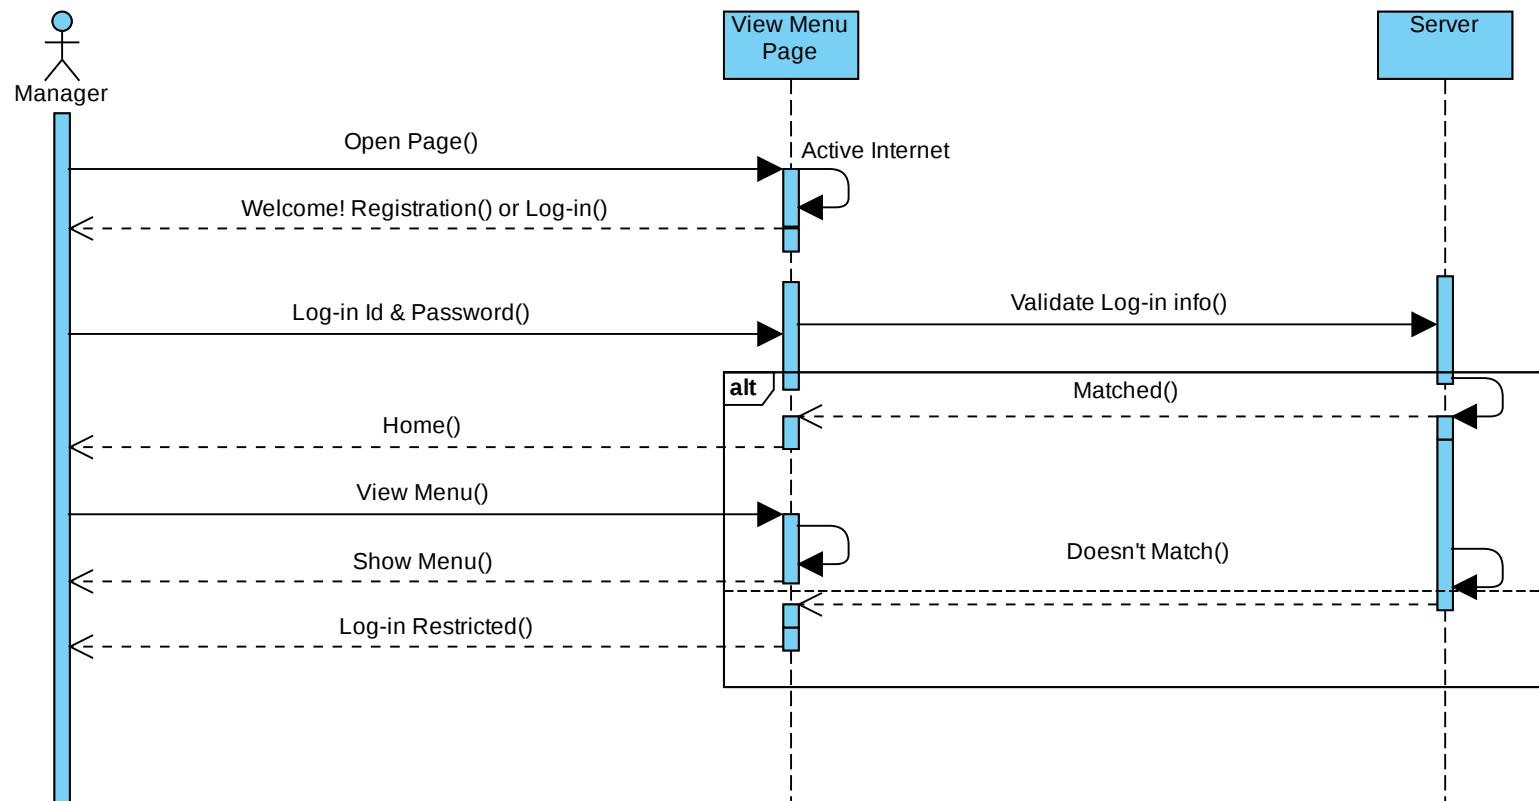 View Menu
Page
Server
Manager
Open Page()
Active Internet
Welcome! Registration() or Log-in()
Validate Log-in info()
Log-in Id & Password()
alt
Matched()
Home()
View Menu()
Doesn't Match()
Show Menu()
Log-in Restricted()